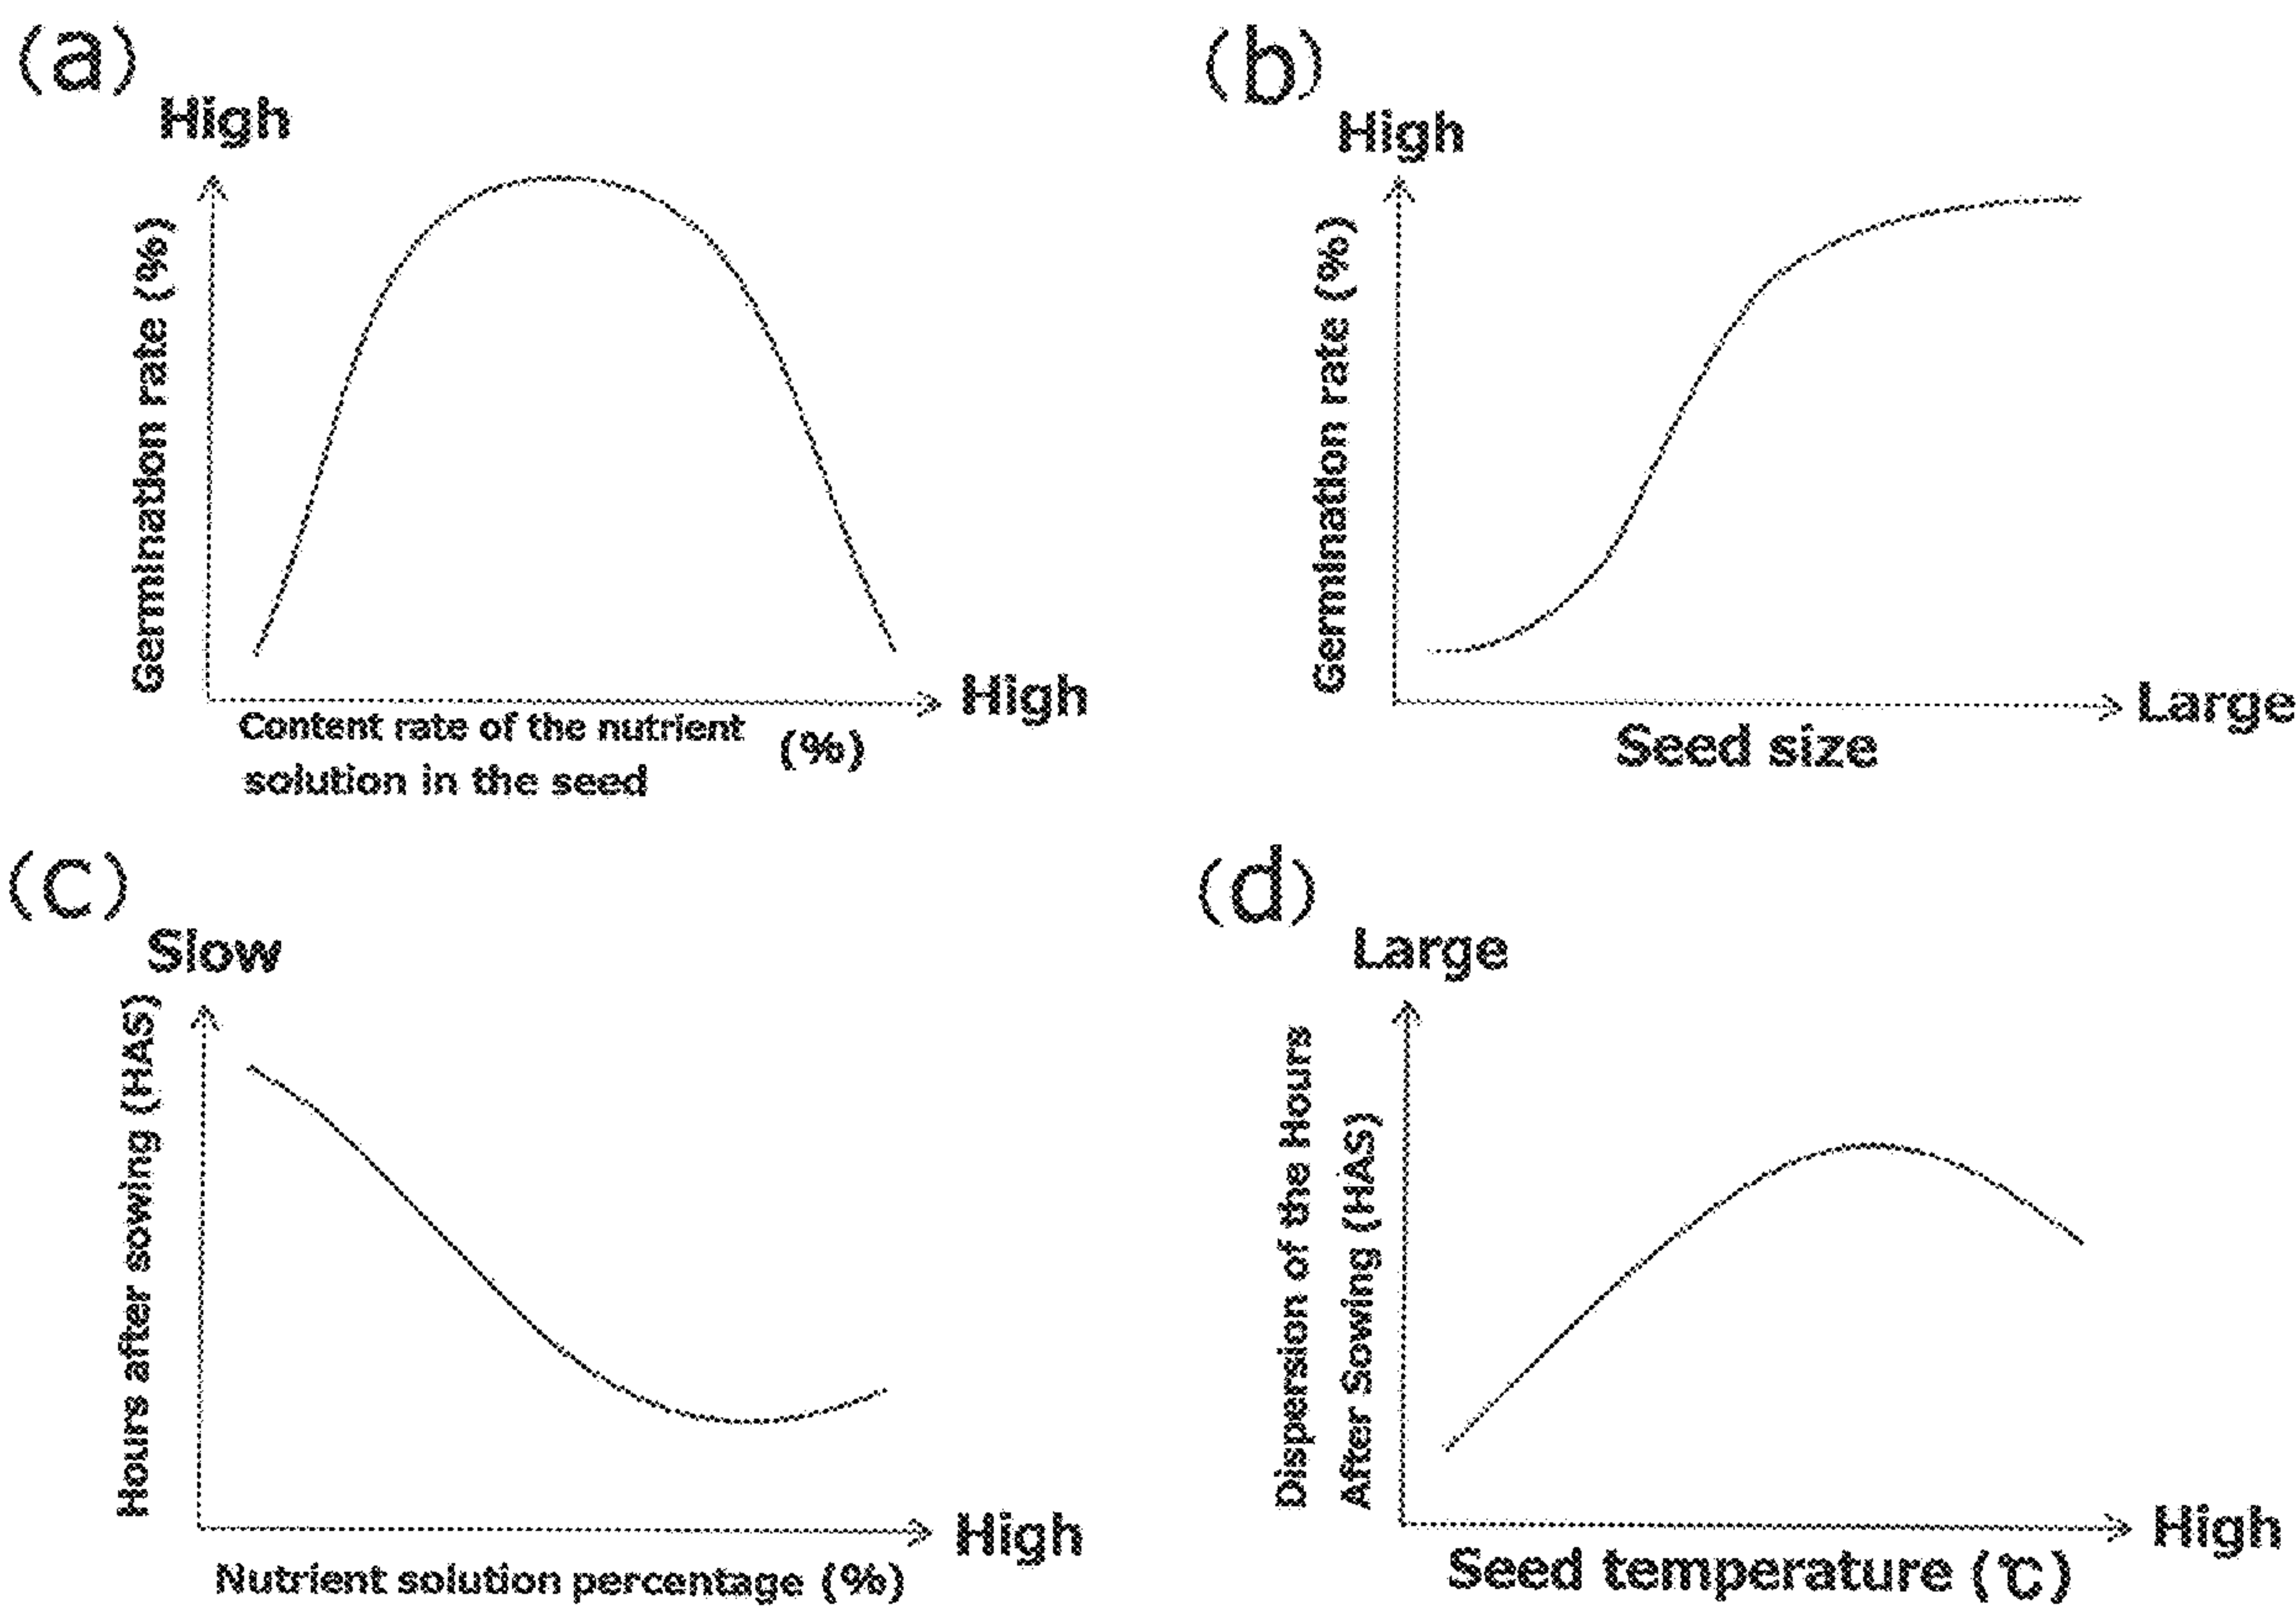 (a)
High
Germination rate (%)
High
Content rate of the nutrient
solution in the seed
(%)
(b)
High
Germination rate (%)
Large
Seed size
(c)
Slow
Hours after sowing (HAS)
High
Nutrient solution percentage (%)
(d)
Large
Dispersion of the Hours
After Sowing (HAS)
High
Seed temperature (℃)